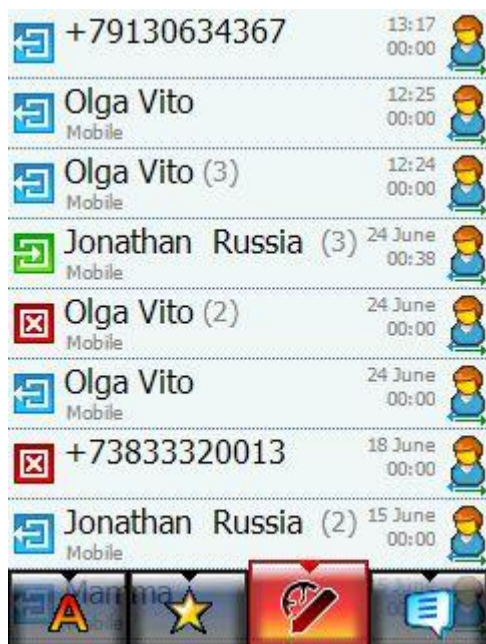 +79130634367 13:17
00:00
Olga Vito 12:25
Mobile 00:00
Olga Vito (3) 12:24
Mobile 00:00
Jonathan Russia (3) 24 June
Mobile 00:38
Olga Vito (2) 24 June
Mobile 00:00
Olga Vito 24 June
Mobile 00:00
+73833320013 18 June
00:00
Jonathan Russia (2) 15 June
Mobile 00:00
Mamma
A